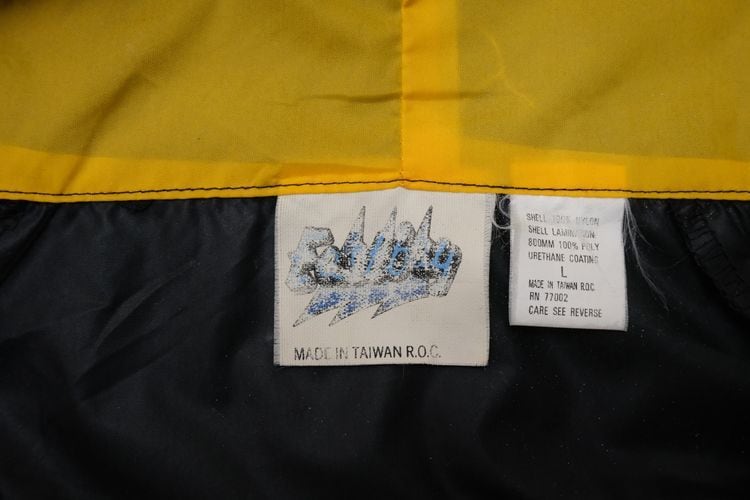 MADE IN TAIWAN R.O.C.
SHELL 100% NYLON
SHELL LAMINATION
800MM 100% POLY
URETHANE COATING
L
MADE IN TAIWAN R.O.C.
RN 77002
CARE SEE REVERSE